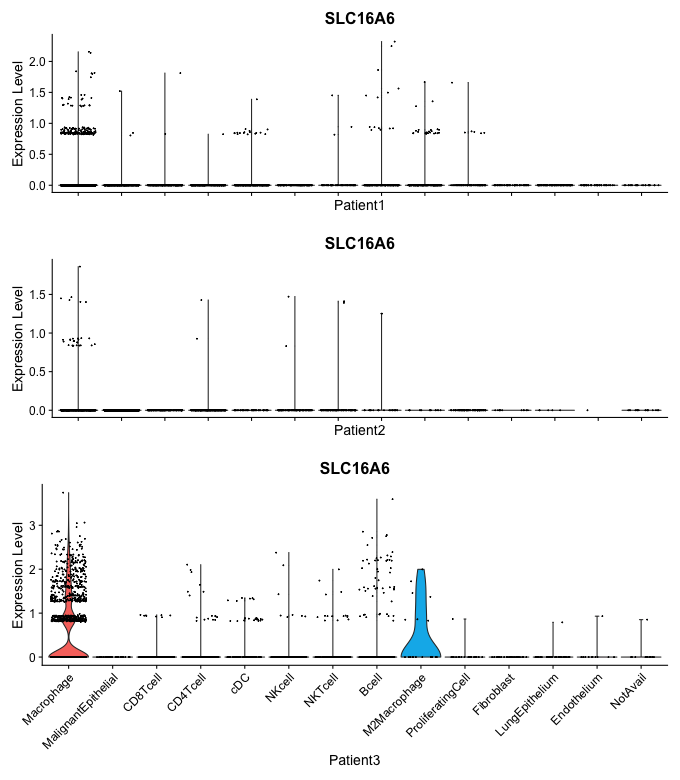 SLC16A6
Expression Level
2.0
1.5
1.0
0.5
0.0
Patient1
SLC16A6
Expression Level
1.5
1.0
0.5
0.0
Patient2
SLC16A6
Expression Level
3
2
1
0
Macrophage
MalignantEpithelial
CD8Tcell
CD4Tcell
cDC
NKcell
NKTcell
Bcell
M2Macrophage
ProliferatingCell
Fibroblast
LungEpithelium
Endothelium
NotAvail
Patient3